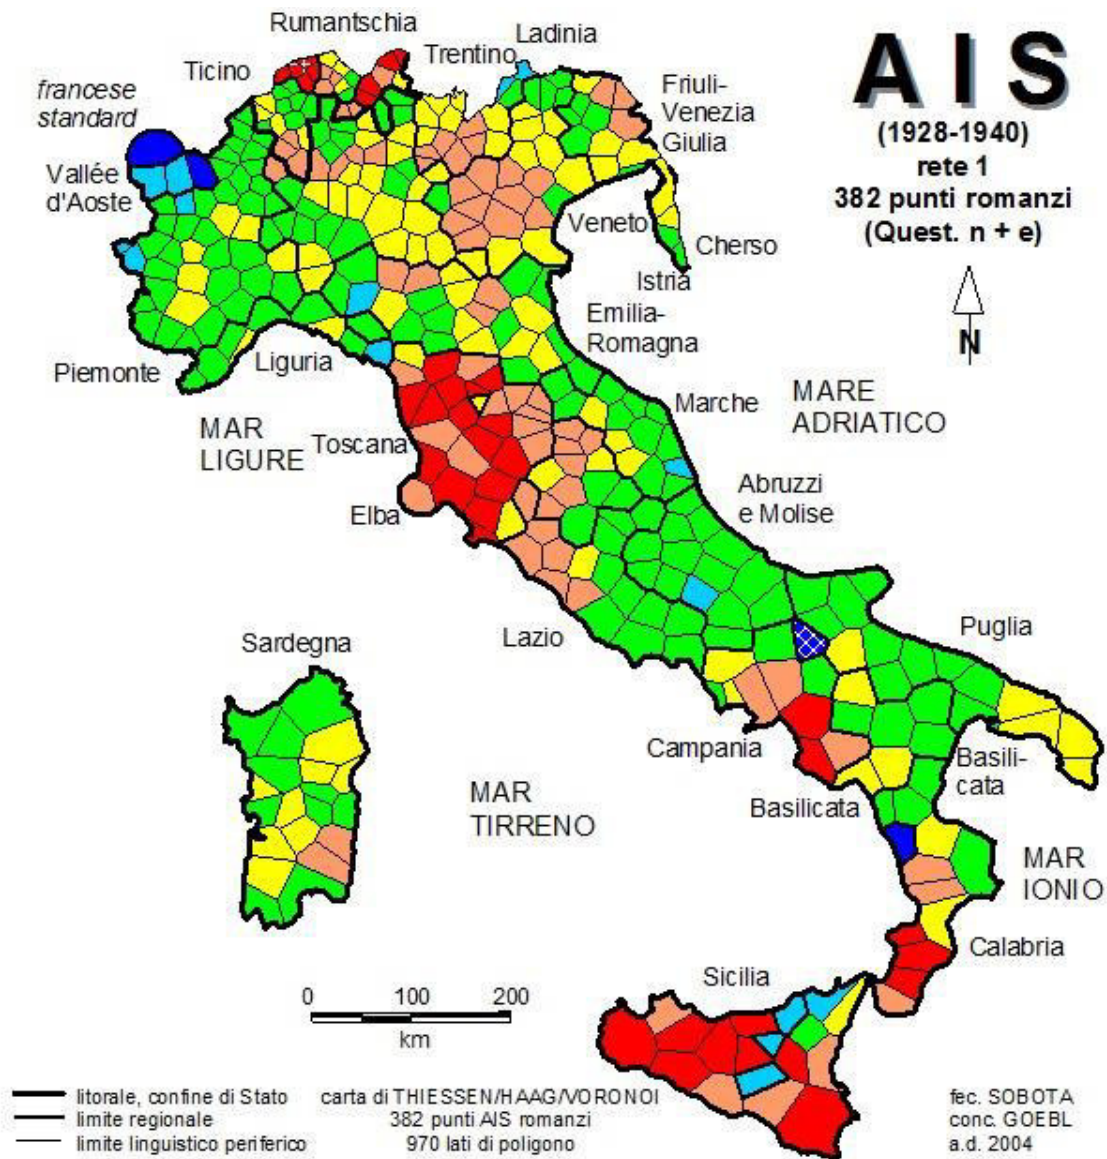 Rumantschia
Trentino
Ladinia
Ticino
francese
standard
Vallée
d'Aoste
Friuli-
Venezia
Giulia
AIS
(1928-1940)
rete 1
382 punti romanzi
(Quest. n + e)
N
Veneto
Cherso
Istria
Emilia-
Romagna
Piemonte
Liguria
MAR
LIGURE
Toscana
Marche
MARE
ADRIATICO
Elba
Abruzzi
e Molise
Lazio
Puglia
Sardegna
Campania
Basilicata
Basili-
cata
MAR
TIRRENO
MAR
IONIO
Calabria
Sicilia
0 100 200
km
litorale, confine di Stato
limite regionale
limite linguistico periferico
carta di THIESSEN/HAAG/VORONOI
382 punti AIS romanzi
970 lati di poligono
fec. SOBOTA
conc. GOEBL
a.d. 2004